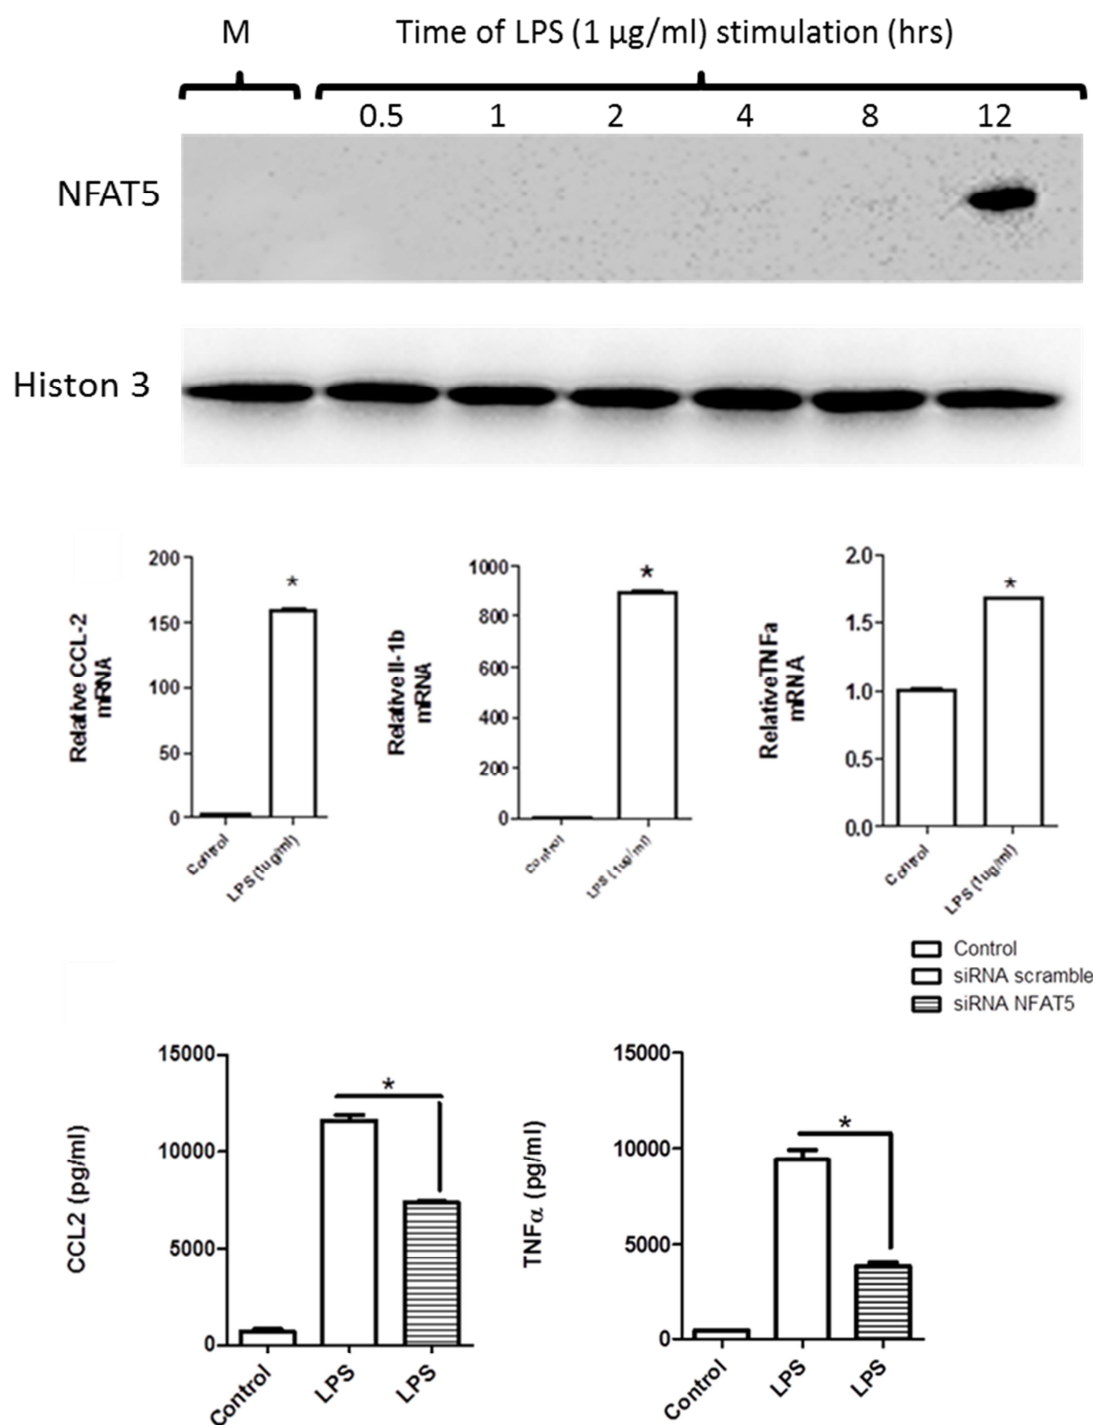 M
Time of LPS (1 µg/ml) stimulation (hrs)
0.5 1 2 4 8 12
NFAT5
Histon 3
Relative CCL-2
mRNA
200
150
100
50
0
*
Control
LPS (1ug/ml)
Relative Il-1b
mRNA
1000
800
600
400
200
0
*
Control
LPS (1ug/ml)
RelativeTNFa
mRNA
2.0
1.5
1.0
0.5
0.0
*
Control
LPS (1ug/ml)
Control
siRNA scramble
siRNA NFAT5
CCL2 (pg/ml)
15000
10000
5000
0
*
Control
LPS
LPS
TNFα (pg/ml)
15000
10000
5000
0
*
Control
LPS
LPS